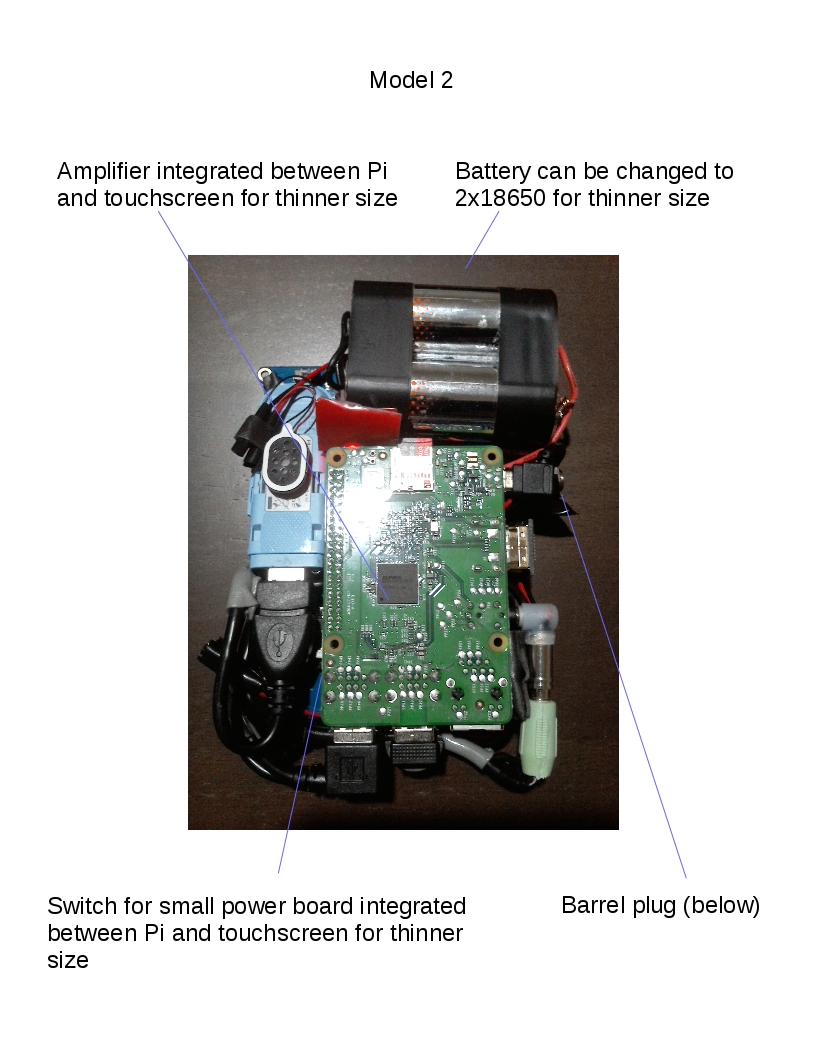 Model 2
Amplifier integrated between Pi
and touchscreen for thinner size
Battery can be changed to
2x18650 for thinner size
Switch for small power board integrated
between Pi and touchscreen for thinner
size
Barrel plug (below)